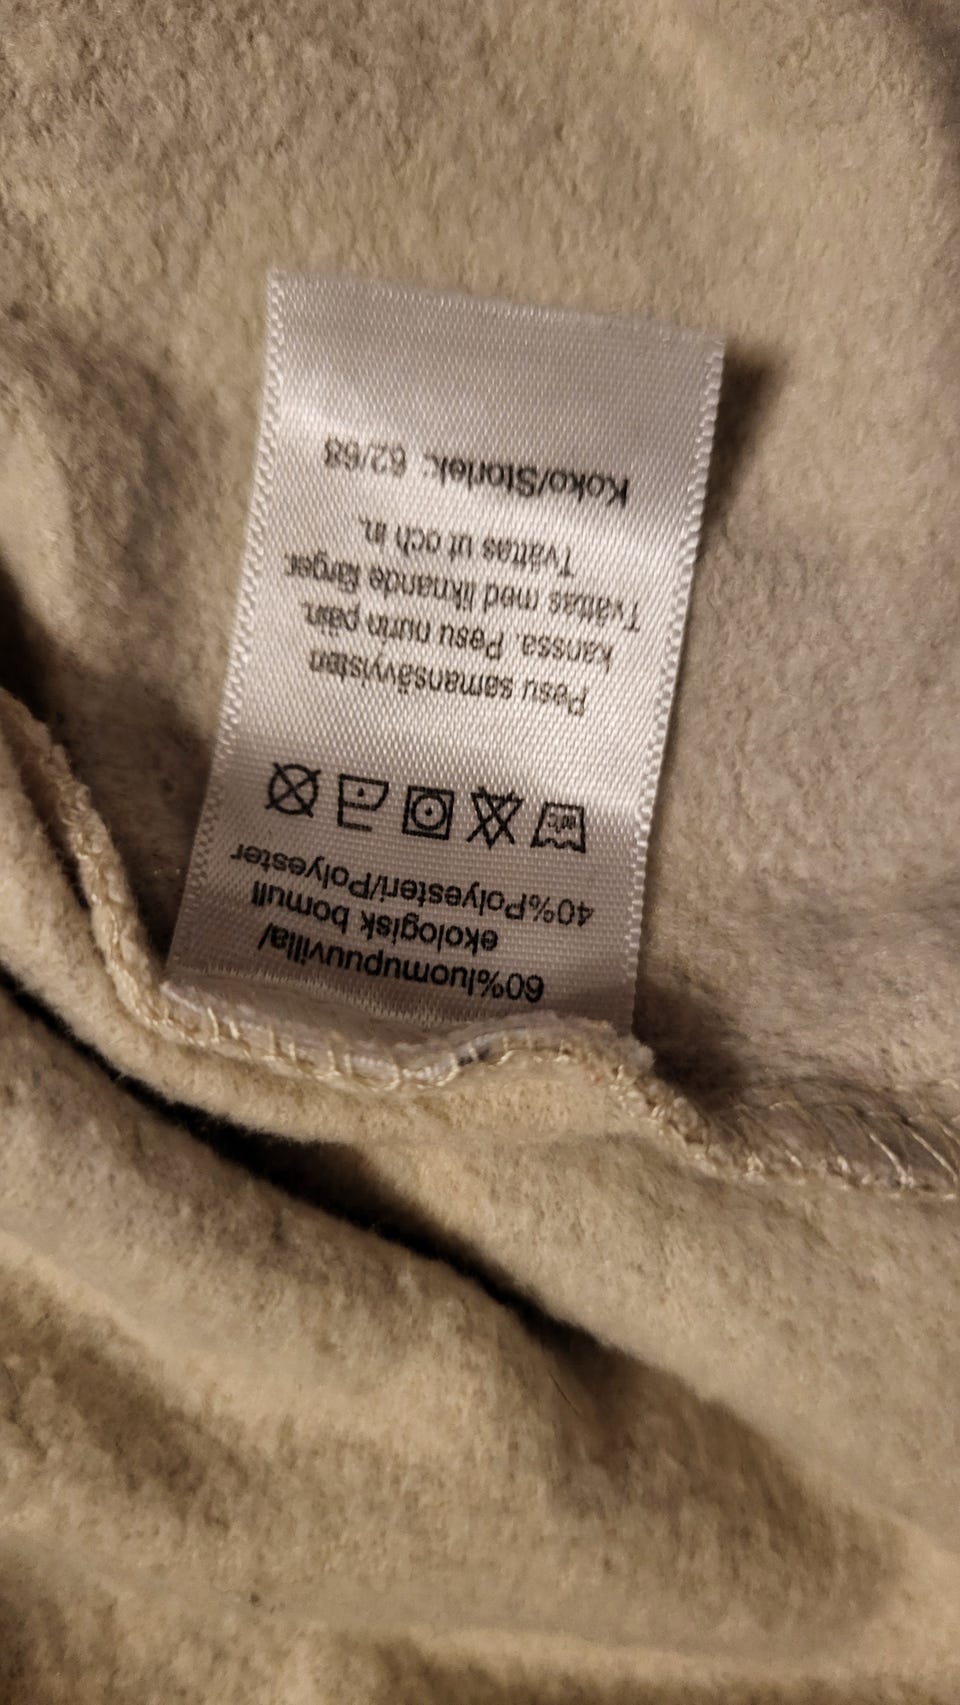 60%luomupuuvilla/
ekologisk bomull
40%Polyesteri/Polyester
Pesu samansävyisten
kanssa. Pesu nurin päin.
Tvättas med liknande färger.
Tvättas ut och in.
Koko/Storlek: 62/68